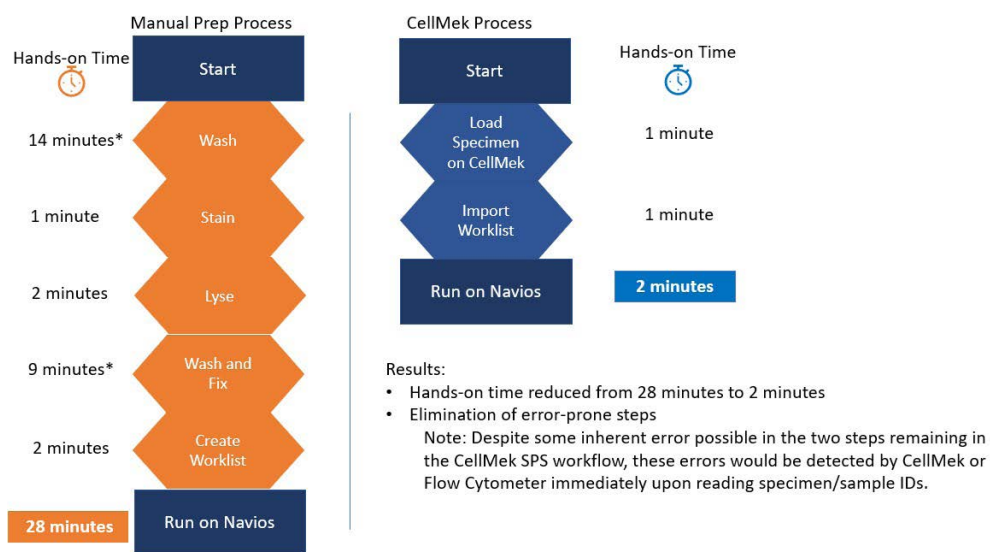 Manual Prep Process
Hands-on Time
Start
14 minutes*
Wash
1 minute
Stain
2 minutes
Lyse
9 minutes*
Wash and
Fix
2 minutes
Create
Worklist
28 minutes
Run on Navios
CellMek Process
Hands-on Time
Start
Load
Specimen
on CellMek
1 minute
Import
Worklist
1 minute
Run on Navios
2 minutes
Results:
• Hands-on time reduced from 28 minutes to 2 minutes
• Elimination of error-prone steps
Note: Despite some inherent error possible in the two steps remaining in
the CellMek SPS workflow, these errors would be detected by CellMek or
Flow Cytometer immediately upon reading specimen/sample IDs.